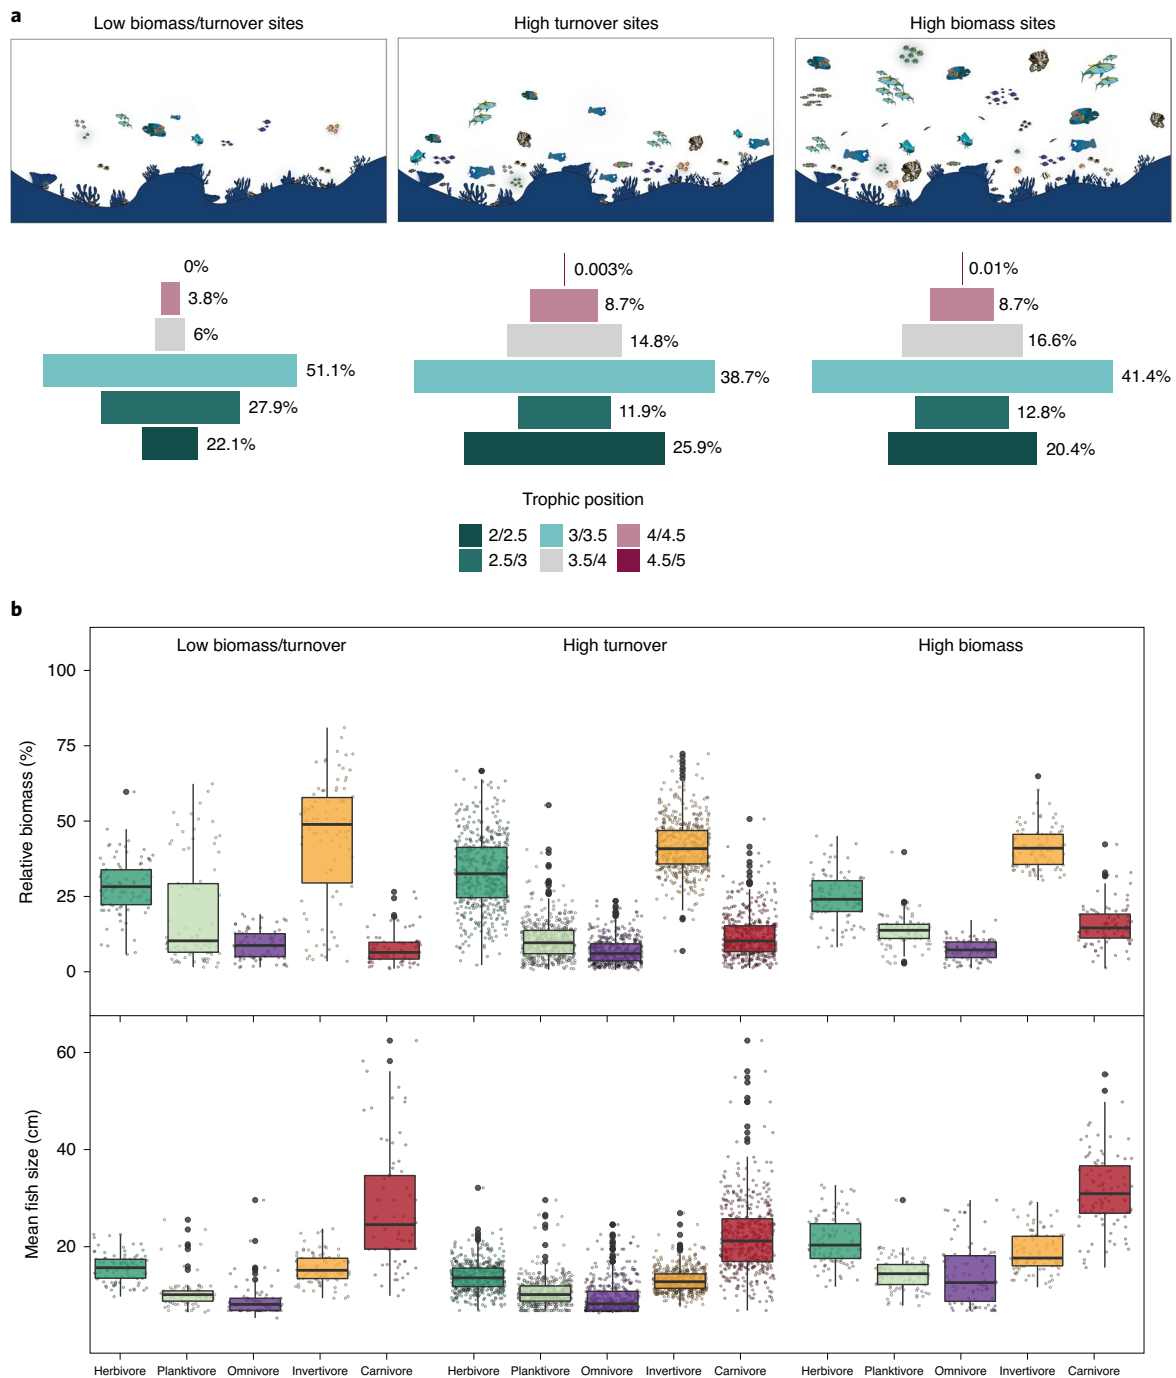 a
Low biomass/turnover sites
High turnover sites
High biomass sites
0%
3.8%
6%
51.1%
27.9%
22.1%
0.003%
8.7%
14.8%
38.7%
11.9%
25.9%
0.01%
8.7%
16.6%
41.4%
12.8%
20.4%
Trophic position
2/2.5 3/3.5 4/4.5
2.5/3 3.5/4 4.5/5
b
Low biomass/turnover
High turnover
High biomass
Relative biomass (%)
100
75
50
25
0
Mean fish size (cm)
60
40
20
Herbivore Planktivore Omnivore Invertivore Carnivore
Herbivore Planktivore Omnivore Invertivore Carnivore
Herbivore Planktivore Omnivore Invertivore Carnivore